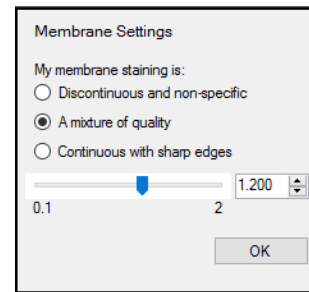 Membrane Settings
My membrane staining is:
Discontinuous and non-specific
A mixture of quality
Continuous with sharp edges
1.200
0.1 2
OK